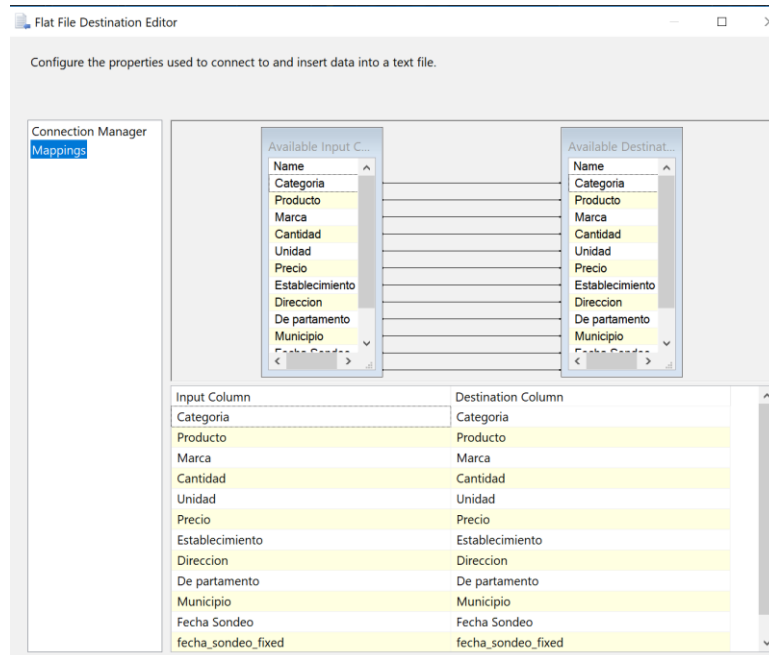 Flat File Destination Editor
Configure the properties used to connect to and insert data into a text file.
Connection Manager
Mappings
Available Input C...
Name
Categoria
Producto
Marca
Cantidad
Unidad
Precio
Establecimiento
Direccion
De partamento
Municipio
Fecha Sondeo
Available Destinat...
Name
Categoria
Producto
Marca
Cantidad
Unidad
Precio
Establecimiento
Direccion
De partamento
Municipio
Fecha Sondeo
Input Column Destination Column
Categoria Categoria
Producto Producto
Marca Marca
Cantidad Cantidad
Unidad Unidad
Precio Precio
Establecimiento Establecimiento
Direccion Direccion
De partamento De partamento
Municipio Municipio
Fecha Sondeo Fecha Sondeo
fecha_sondeo_fixed fecha_sondeo_fixed